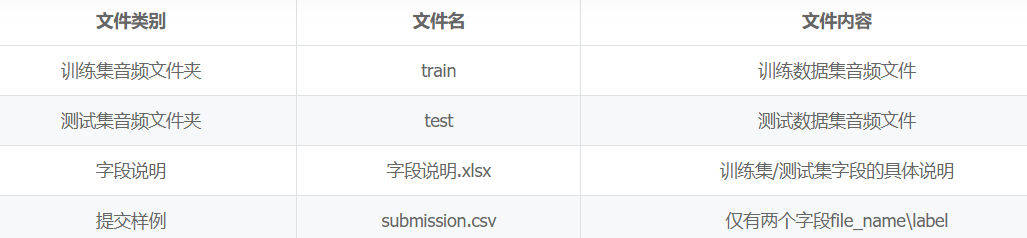 文件类别 文件名 文件内容
训练集音频文件夹 train 训练数据集音频文件
测试集音频文件夹 test 测试数据集音频文件
字段说明 字段说明.xlsx 训练集/测试集字段的具体说明
提交样例 submission.csv 仅有两个字段file_name\label